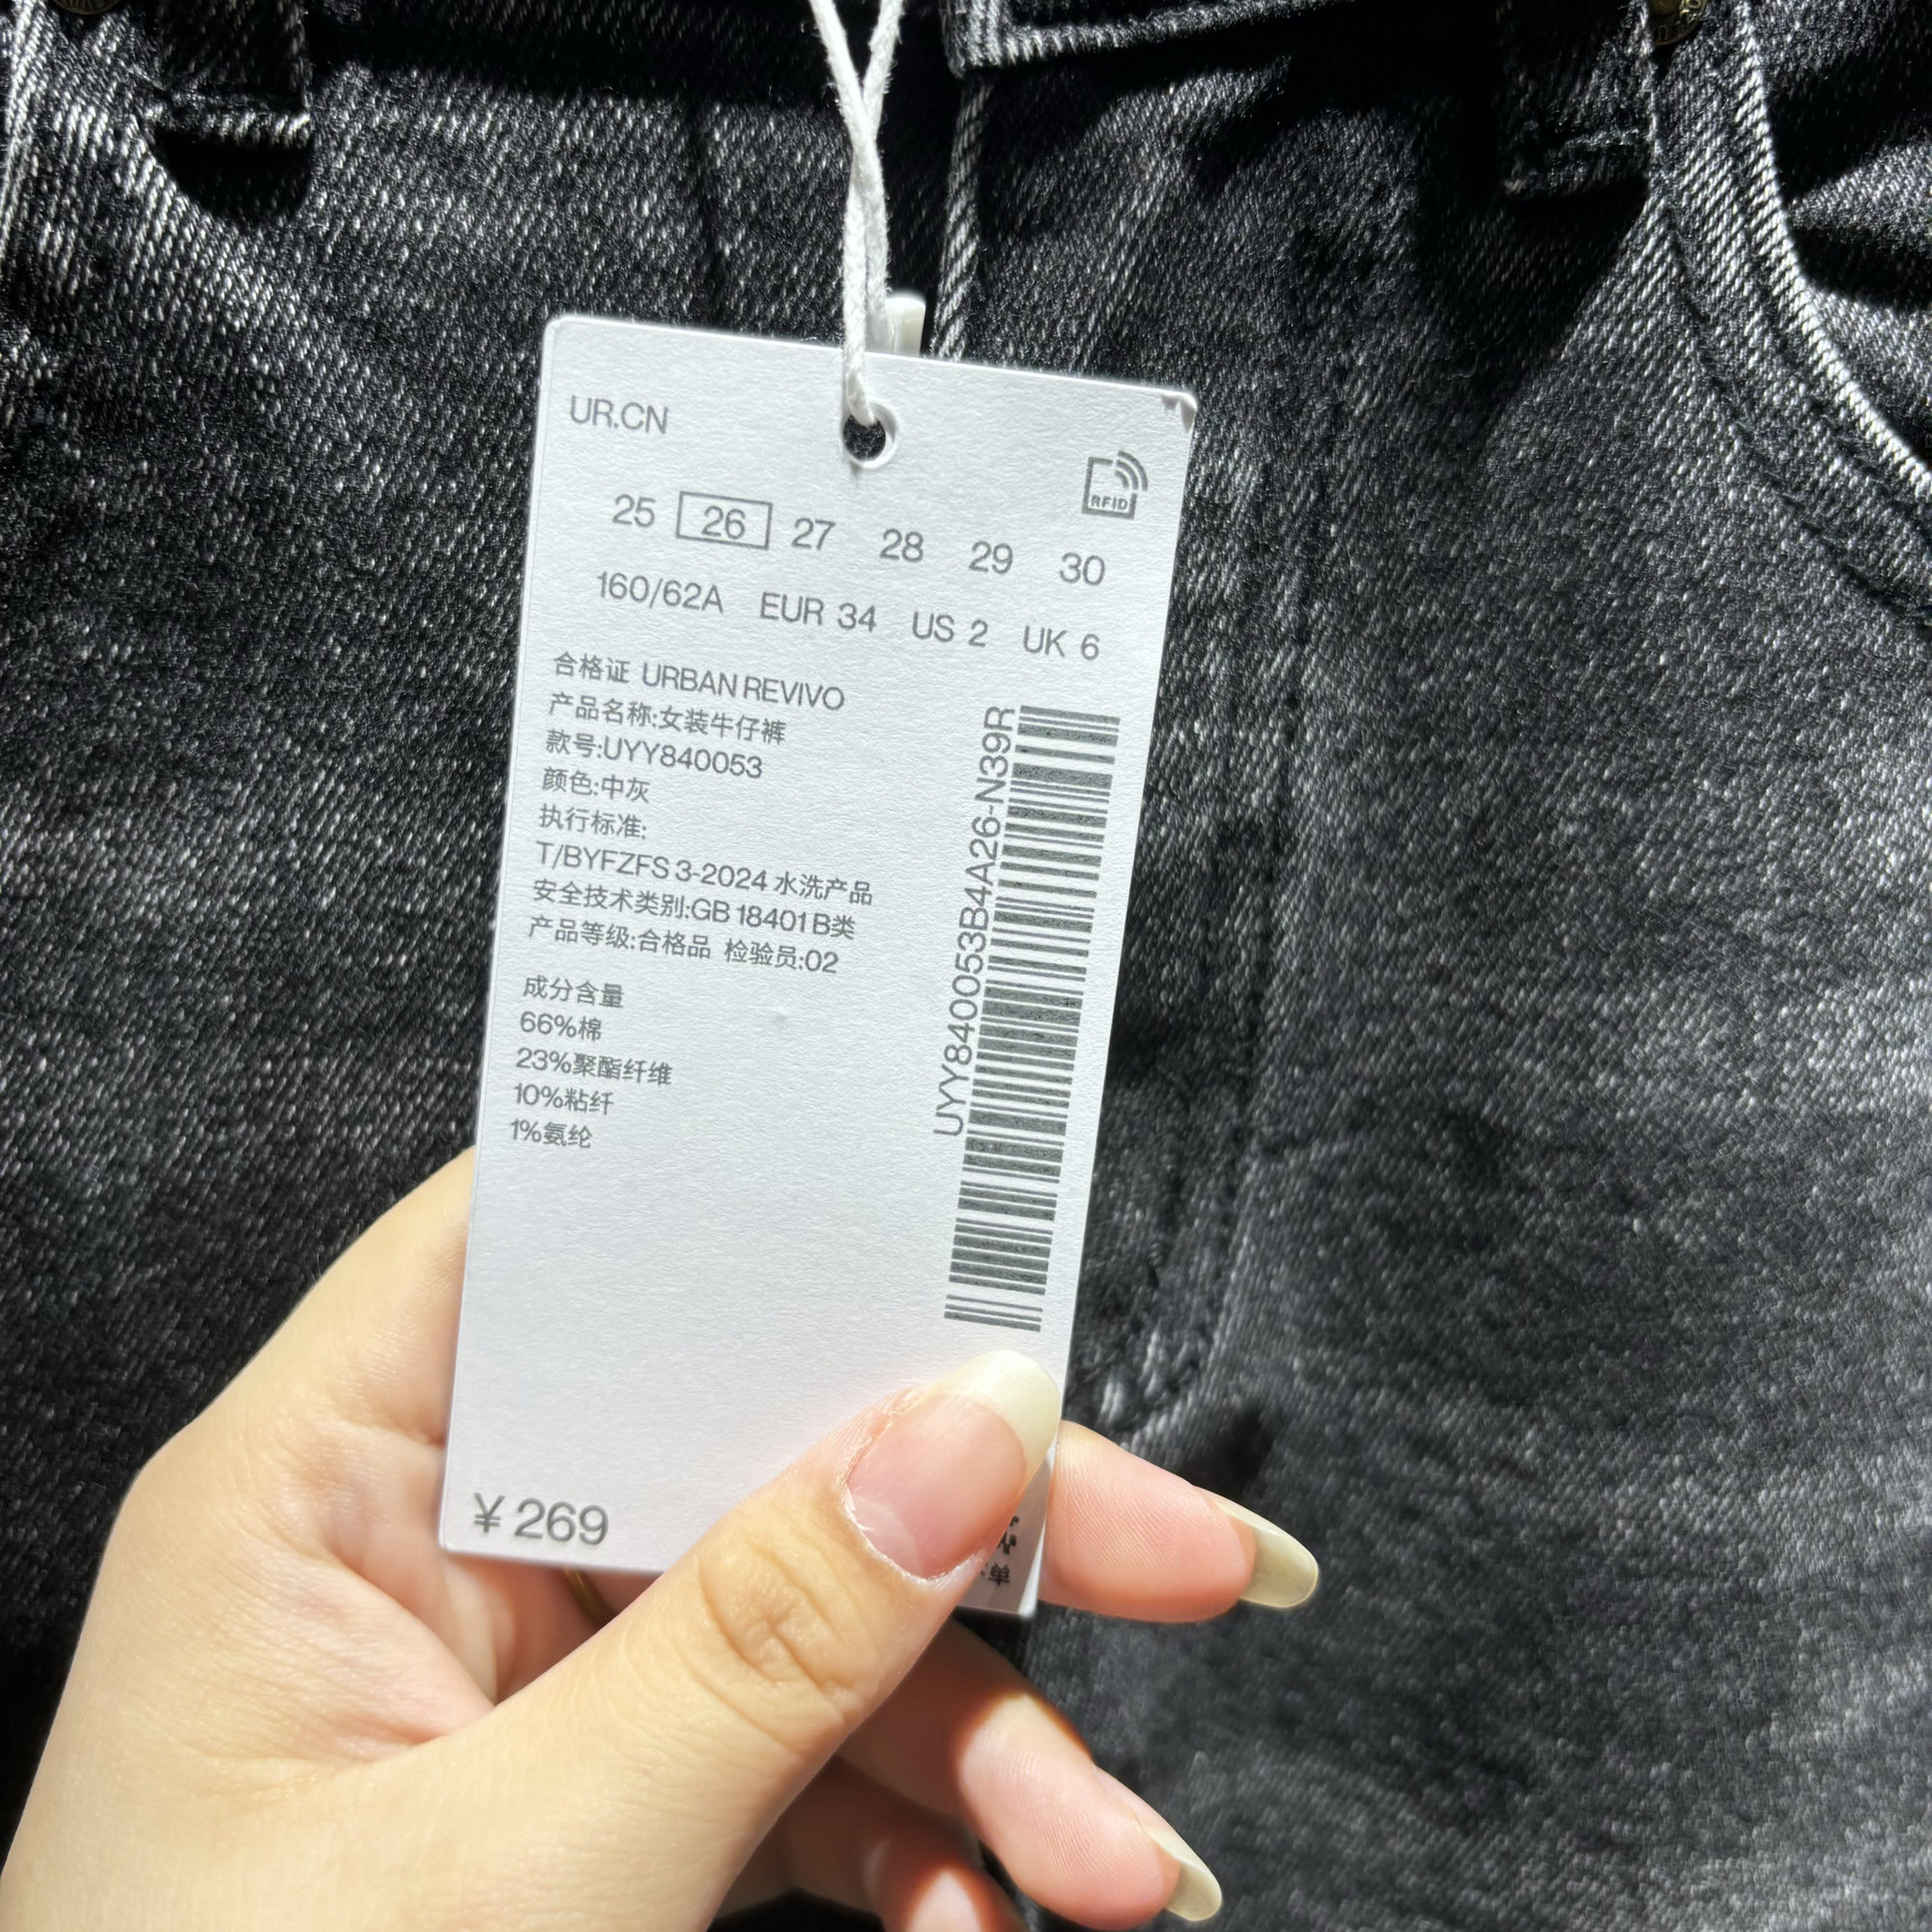 UR.CN
RFID
25 26 27 28 29 30
160/62A EUR 34 US 2 UK 6
合格证 URBAN REVIVO
产品名称:女装牛仔裤
款号:UYY840053
颜色:中灰
执行标准:
T/BYFZFS 3-2024 水洗产品
安全技术类别:GB 18401 B类
产品等级:合格品 检验员:02
成分含量
66%棉
23%聚酯纤维
10%粘纤
1%氨纶
UYY840053B4A26-N39R
¥ 269